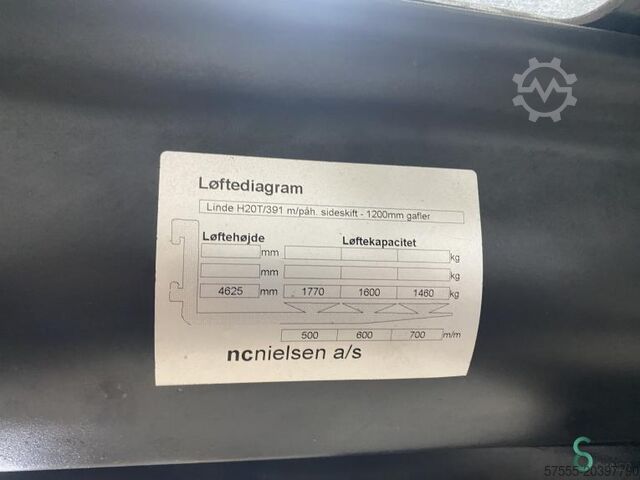 Løftediagram
Linde H20T/391 m/påh. sideskift - 1200mm gafler
Løftehøjde Løftekapacitet
mm kg
mm kg
4625 mm 1770 1600 1460 kg
500 600 700 m/m
ncnielsen a/s